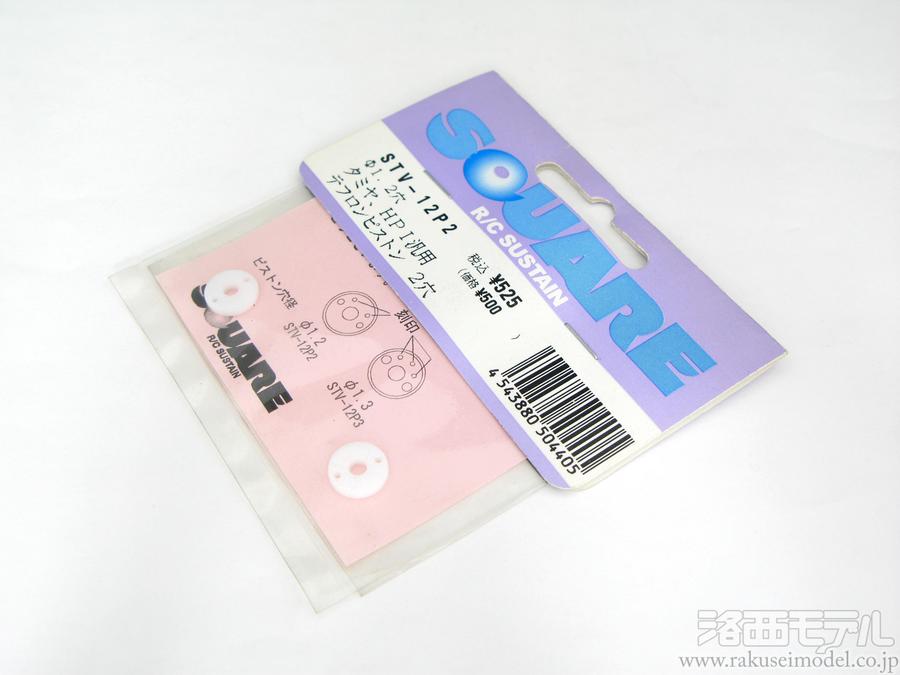 SQUARE
R/C SUSTAIN
STV-12P2
Φ1.2穴
タミヤ、HPI汎用
テフロンピストン 2穴
税込 ¥525
(価格 ¥500
)
4 543880 504405
刻印
ピストン穴径
φ1.2
STV-12P2
φ1.3
STV-12P3
SQUARE
R/C SUSTAIN
洛西モデル
www.rakuseimodel.co.jp